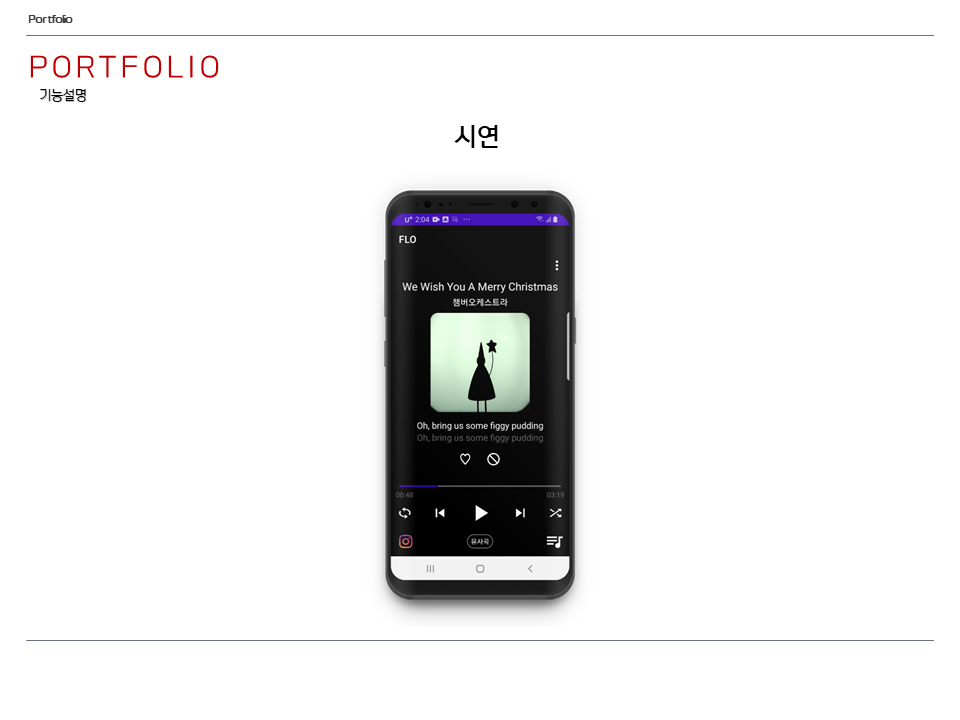 Portfolio
PORTFOLIO
기능설명
시연
U+ 2:04
FLO
We Wish You A Merry Christmas
챔버오케스트라
Oh, bring us some figgy pudding
Oh, bring us some figgy pudding
00:48 03:19
유사곡